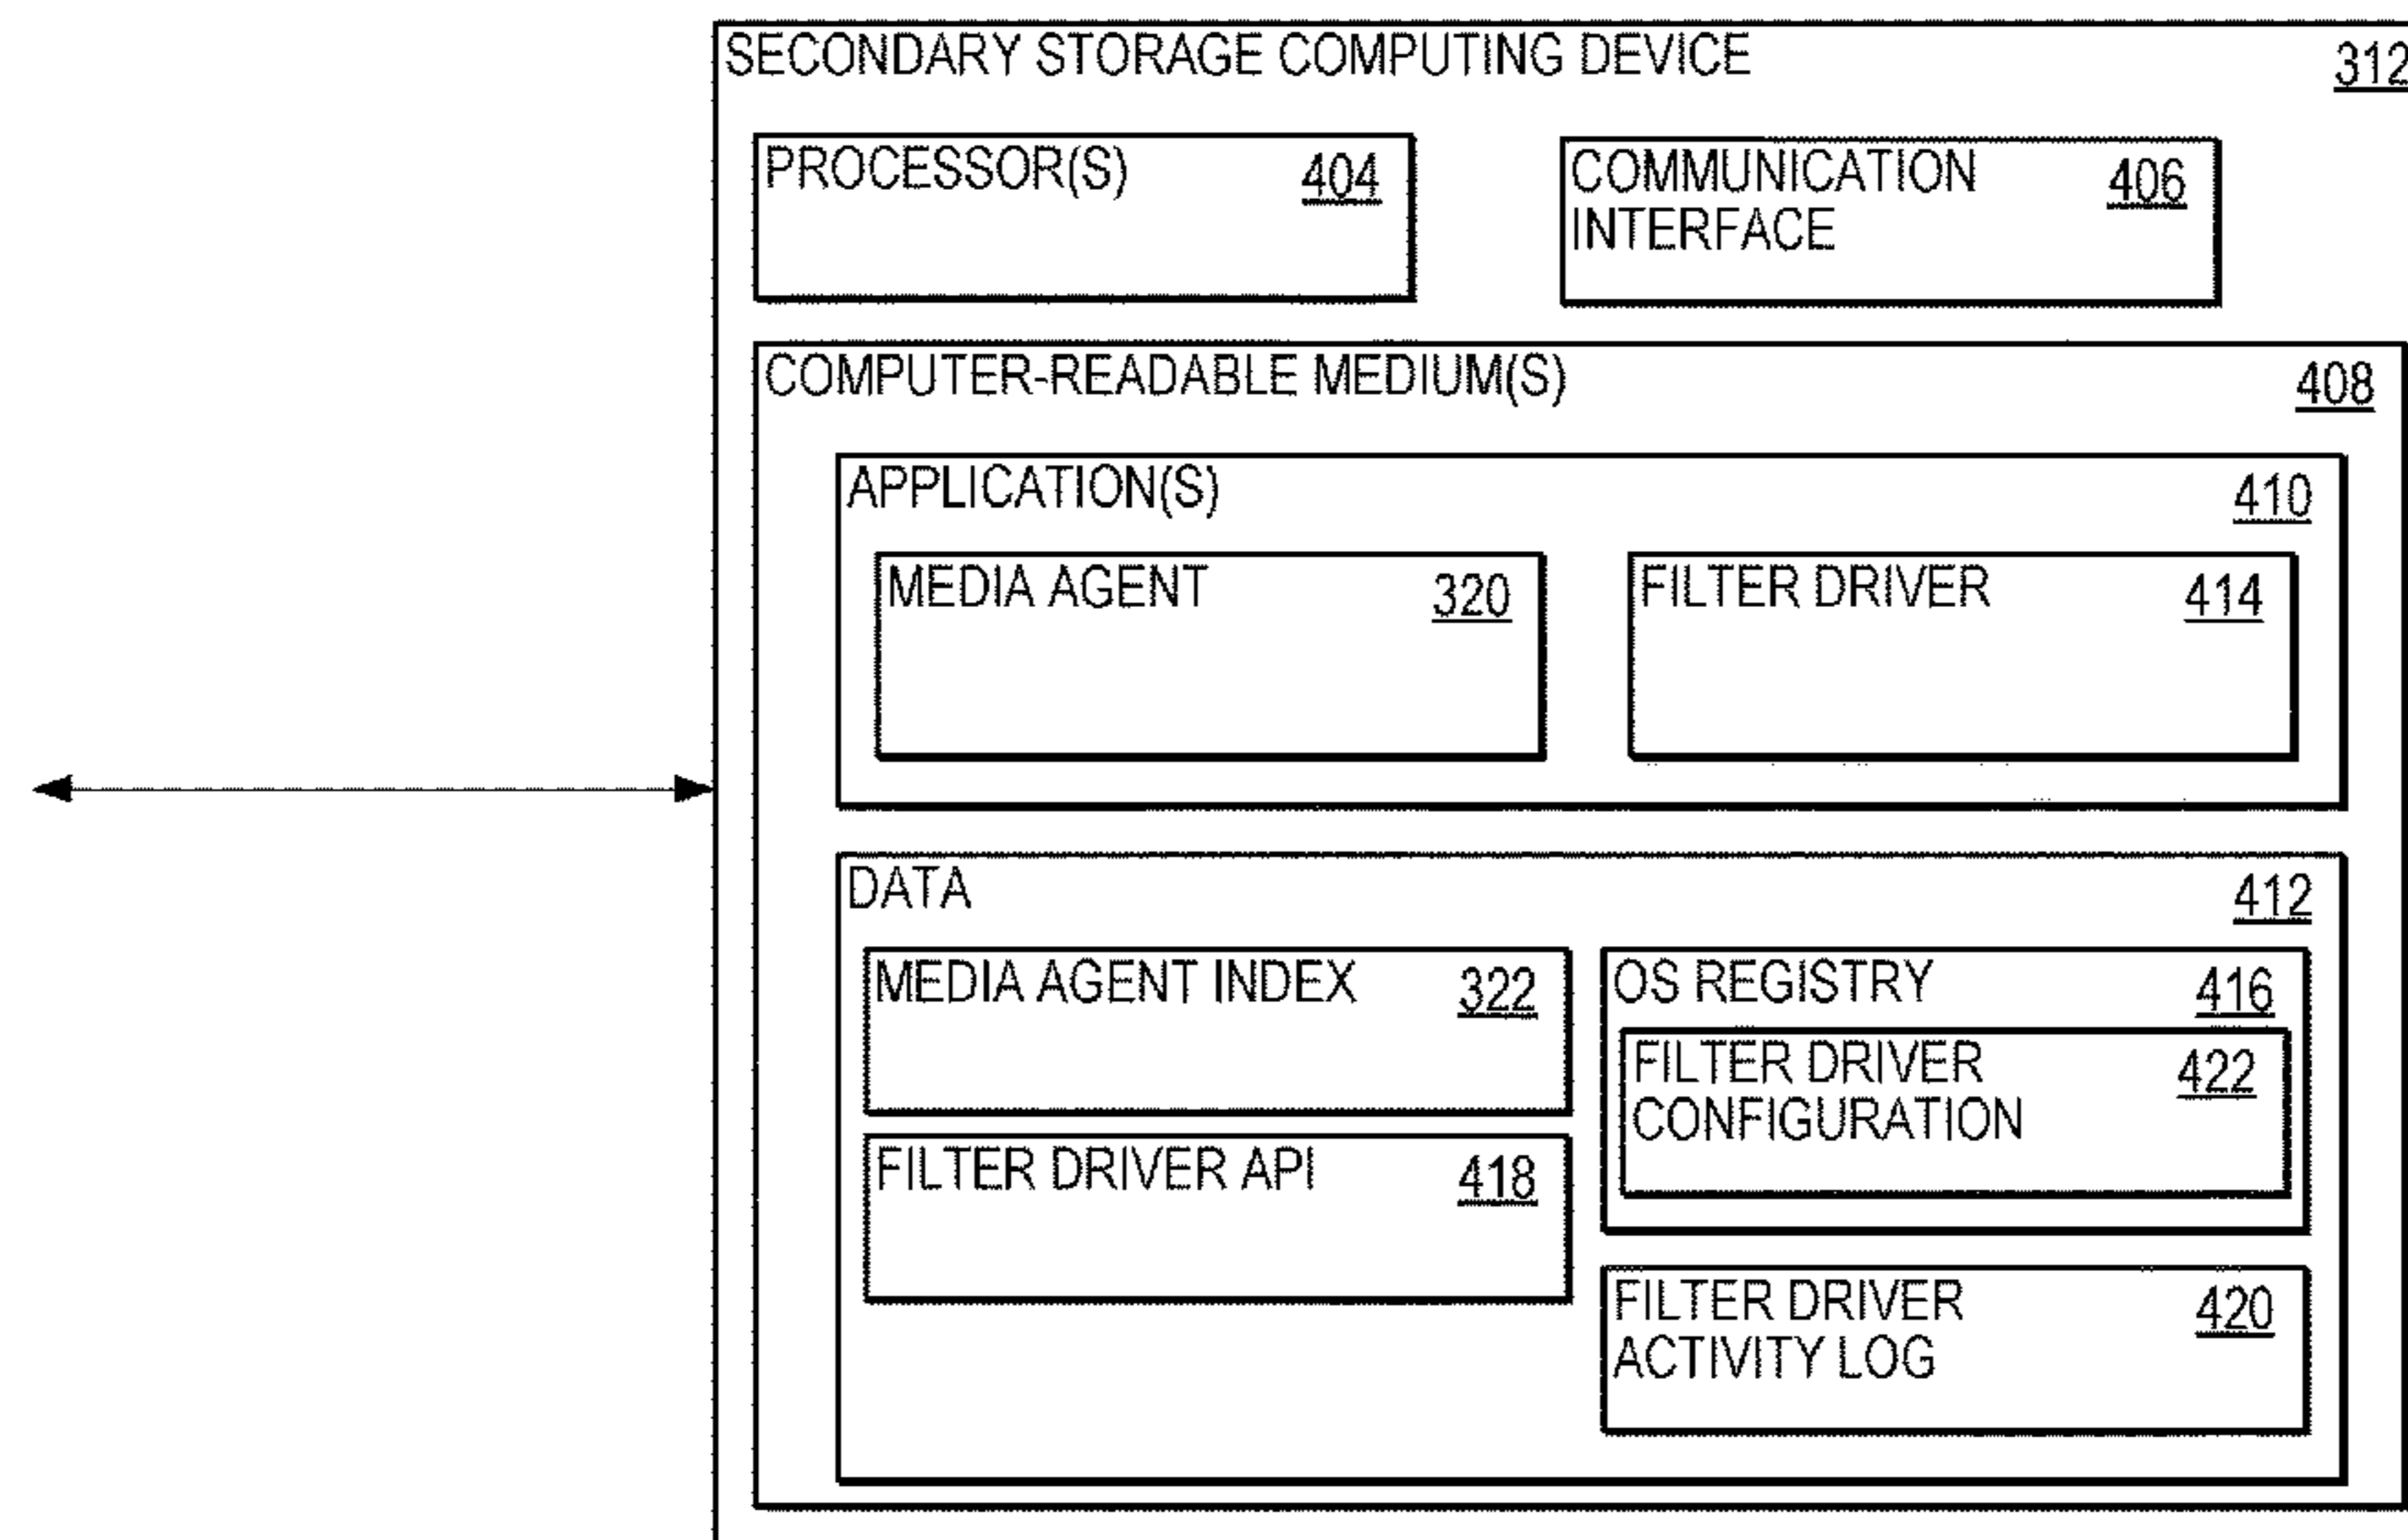 SECONDARY STORAGE COMPUTING DEVICE 312
PROCESSOR(S) 404
COMMUNICATION 406
INTERFACE
COMPUTER-READABLE MEDIUM(S) 408
APPLICATION(S) 410
MEDIA AGENT 320
FILTER DRIVER 414
DATA 412
MEDIA AGENT INDEX 322
OS REGISTRY 416
FILTER DRIVER 422
CONFIGURATION
FILTER DRIVER API 418
FILTER DRIVER 420
ACTIVITY LOG